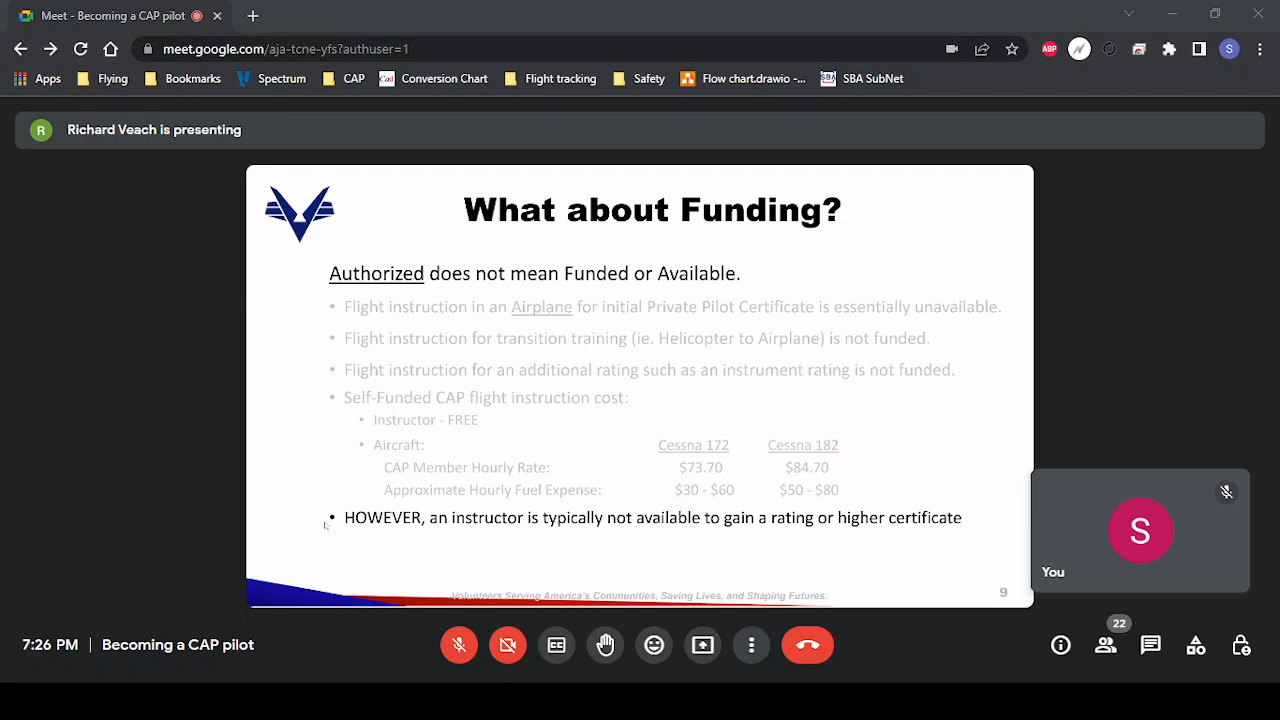 Meet - Becoming a CAP pilot
meet.google.com/aja-tcne-yfs?authuser=1
ABP
S
Apps Flying Bookmarks Spectrum CAP Cad Conversion Chart Flight tracking Safety Flow chart.drawio -... SBA SBA SubNet
R Richard Veach is presenting
What about Funding?
Authorized does not mean Funded or Available.
• Flight instruction in an Airplane for initial Private Pilot Certificate is essentially unavailable.
• Flight instruction for transition training (ie. Helicopter to Airplane) is not funded.
• Flight instruction for an additional rating such as an instrument rating is not funded.
• Self-Funded CAP flight instruction cost:
• Instructor - FREE
• Aircraft: Cessna 172 Cessna 182
CAP Member Hourly Rate: $73.70 $84.70
Approximate Hourly Fuel Expense: $30 - $60 $50 - $80
• HOWEVER, an instructor is typically not available to gain a rating or higher certificate
Volunteers Serving America's Communities, Saving Lives, and Shaping Futures.
9
S
You
7:26 PM | Becoming a CAP pilot
22